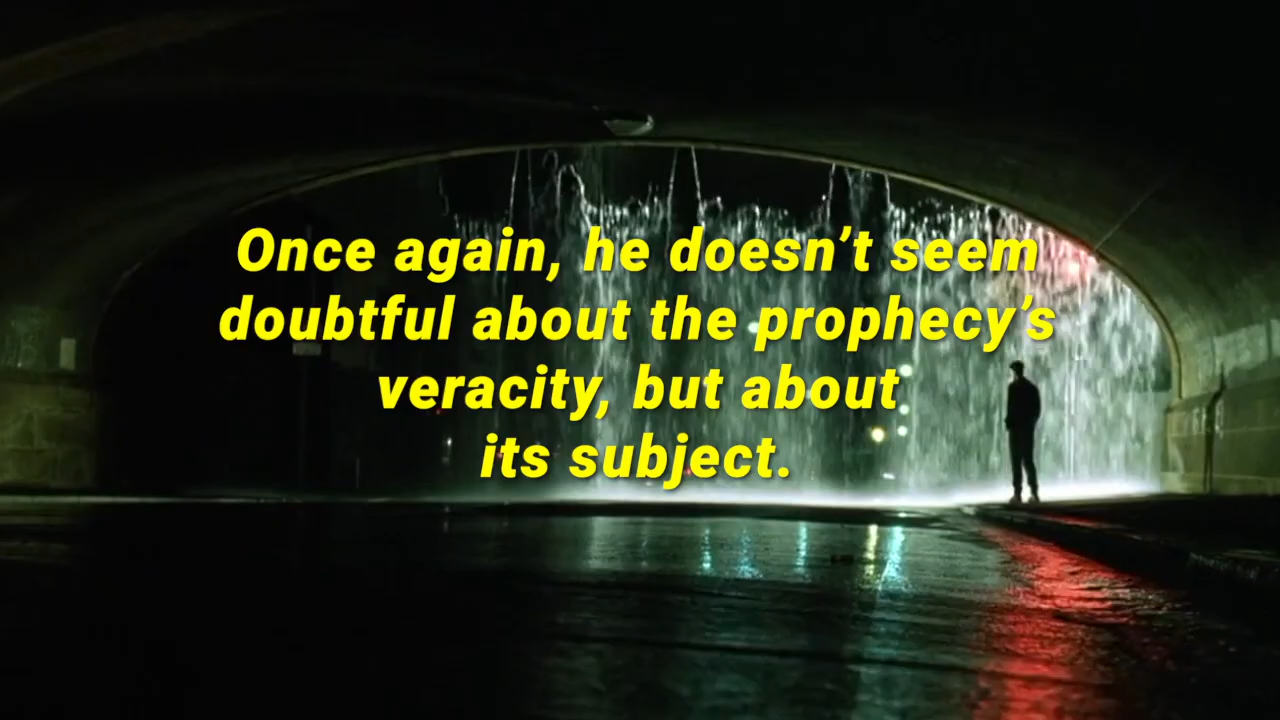 Once again, he doesn’t seem
doubtful about the prophecy’s
veracity, but about
its subject.